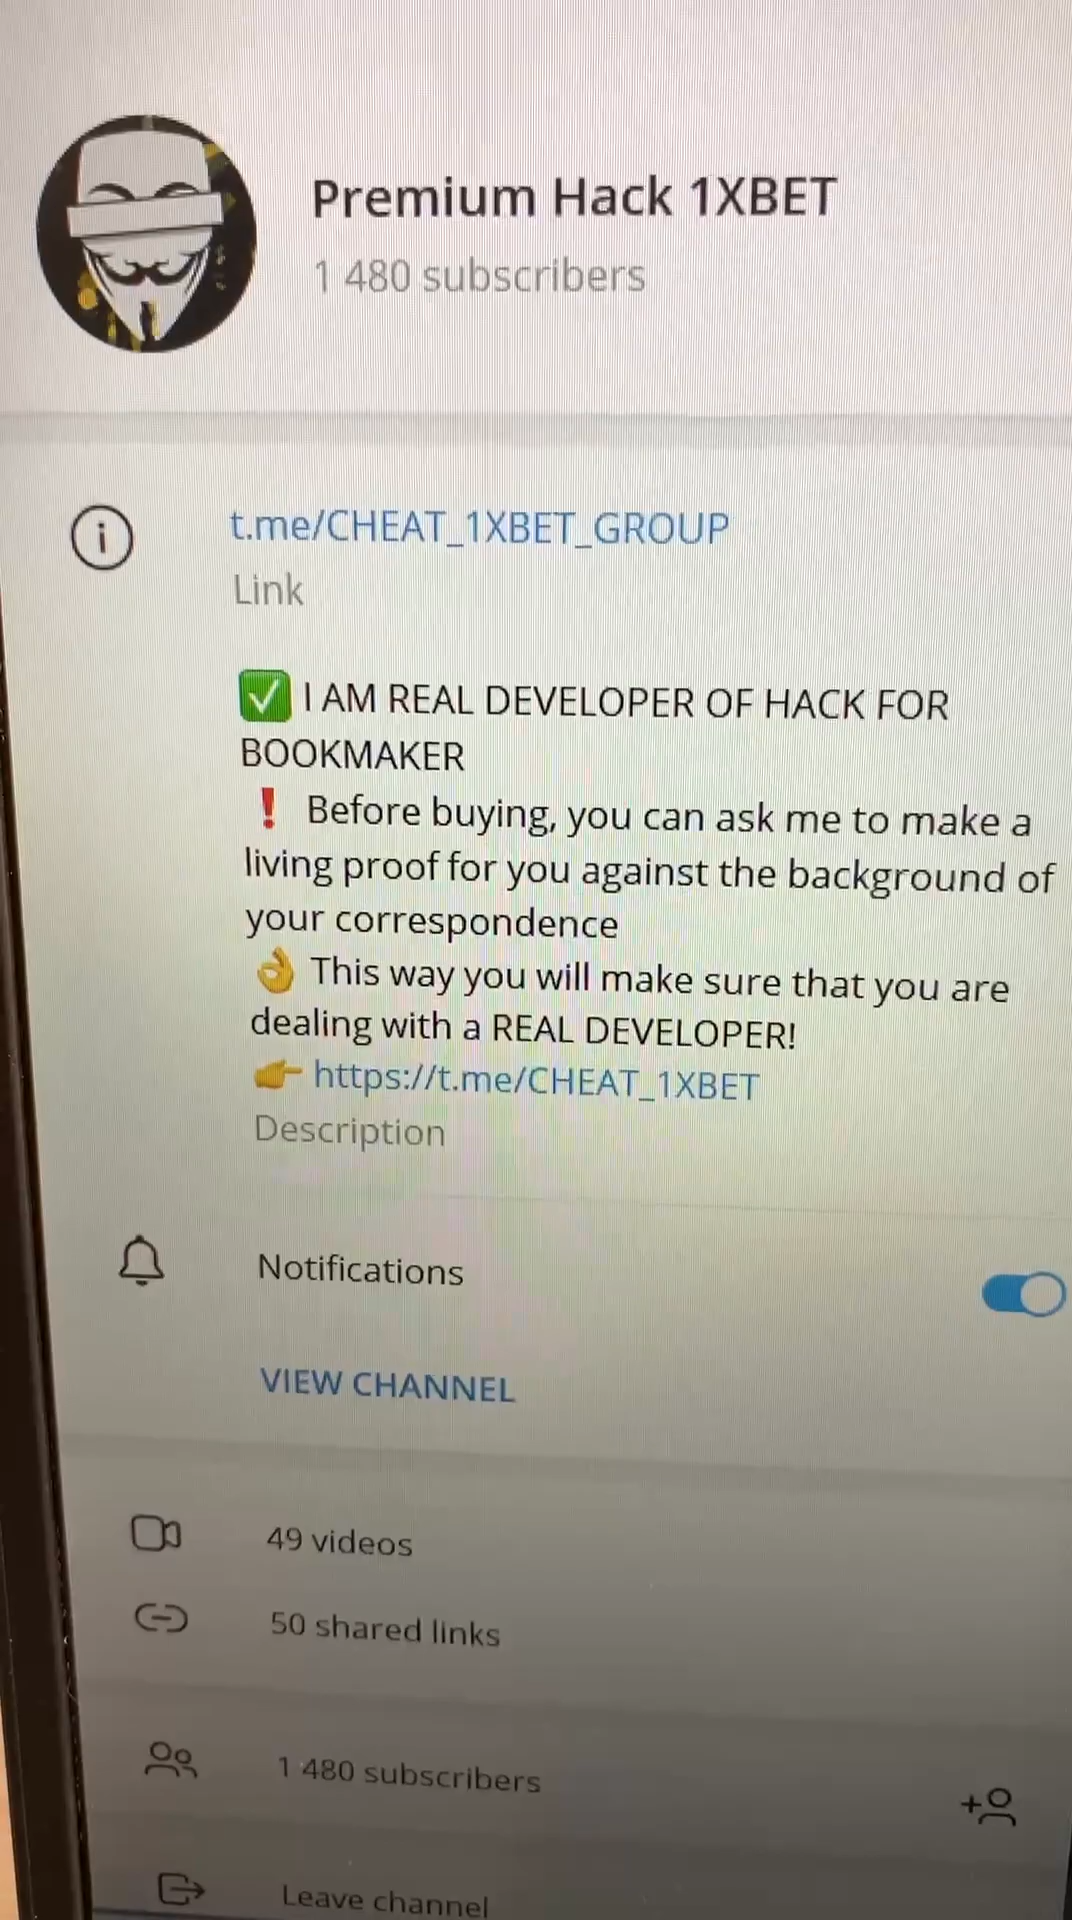 Premium Hack 1XBET
1 480 subscribers
t.me/CHEAT_1XBET_GROUP
Link
✅ I AM REAL DEVELOPER OF HACK FOR
BOOKMAKER
❗ Before buying, you can ask me to make a
living proof for you against the background of
your correspondence
👌 This way you will make sure that you are
dealing with a REAL DEVELOPER!
👉 https://t.me/CHEAT_1XBET
Description
Notifications
VIEW CHANNEL
49 videos
50 shared links
1 480 subscribers
Leave channel